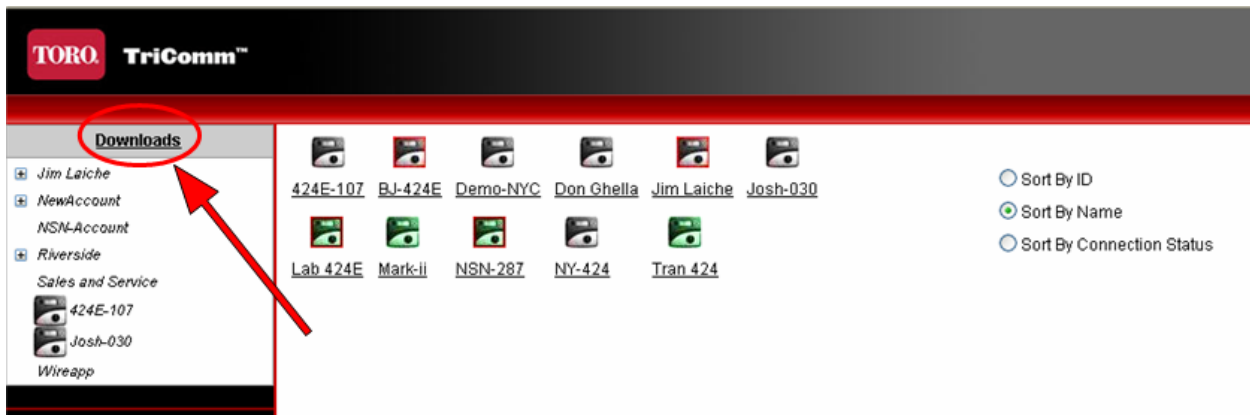 TORO. TriComm™
Downloads
Jim Laiche
NewAccount
NSN-Account
Riverside
Sales and Service
424E-107
Josh-030
Wireapp
424E-107 BJ-424E Demo-NYC Don Ghella Jim Laiche Josh-030
Lab 424E Mark-ii NSN-287 NY-424 Tran 424
Sort By ID
Sort By Name
Sort By Connection Status